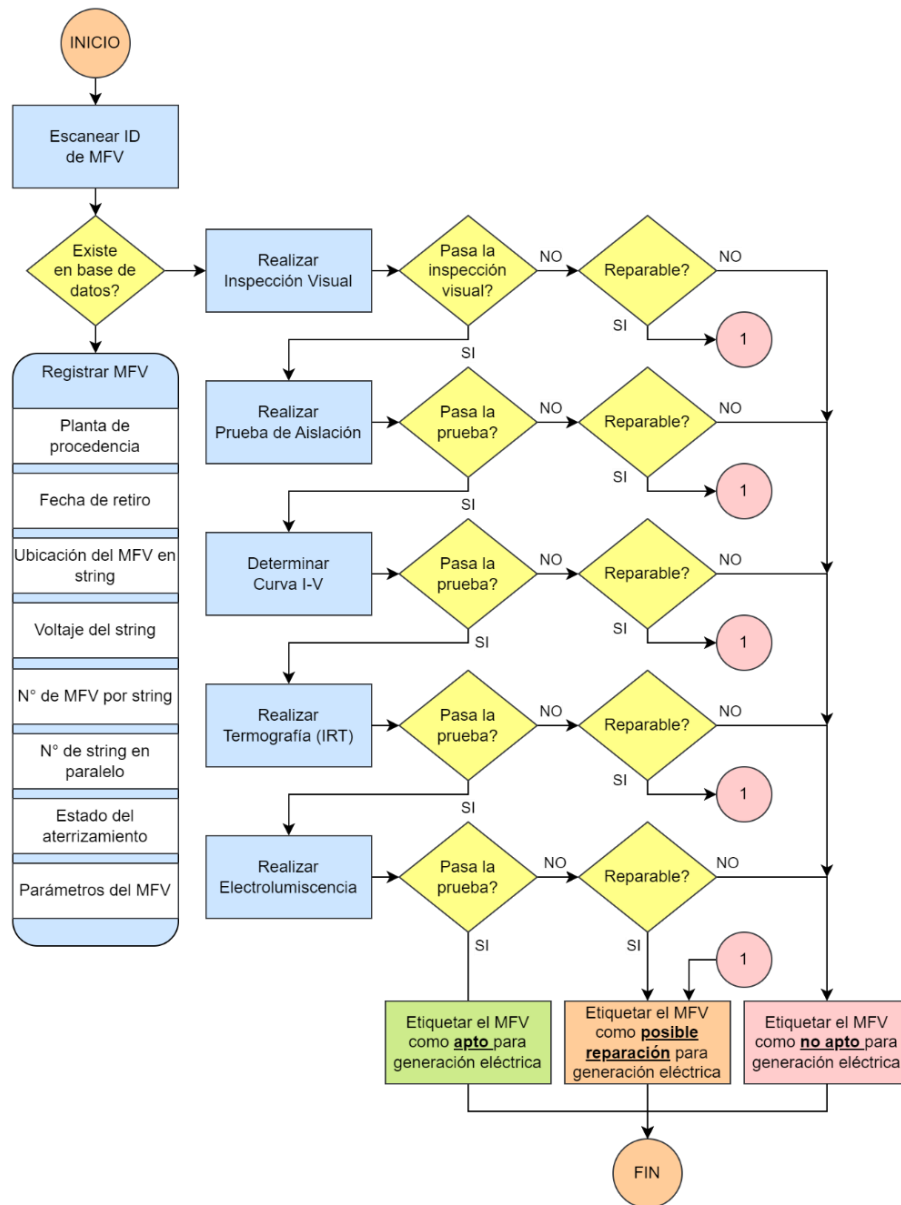 INICIO
Escanear ID
de MFV
Existe
en base de
datos?
Realizar
Inspección Visual
Pasa la
inspección
visual?
NO
Reparable?
NO
SI
1
SI
Registrar MFV
Planta de
procedencia
Fecha de retiro
Ubicación del MFV en
string
Voltaje del string
N° de MFV por string
N° de string en
paralelo
Estado del
aterrizamiento
Parámetros del MFV
Realizar
Prueba de Aislación
Pasa la
prueba?
NO
Reparable?
NO
SI
1
SI
Determinar
Curva I-V
Pasa la
prueba?
NO
Reparable?
NO
SI
1
SI
Realizar
Termografía (IRT)
Pasa la
prueba?
NO
Reparable?
NO
SI
1
SI
Realizar
Electrolumiscencia
Pasa la
prueba?
NO
Reparable?
NO
SI
SI
1
Etiquetar el MFV
como apto para
generación eléctrica
Etiquetar el MFV
como posible
reparación para
generación eléctrica
Etiquetar el MFV
como no apto para
generación eléctrica
FIN